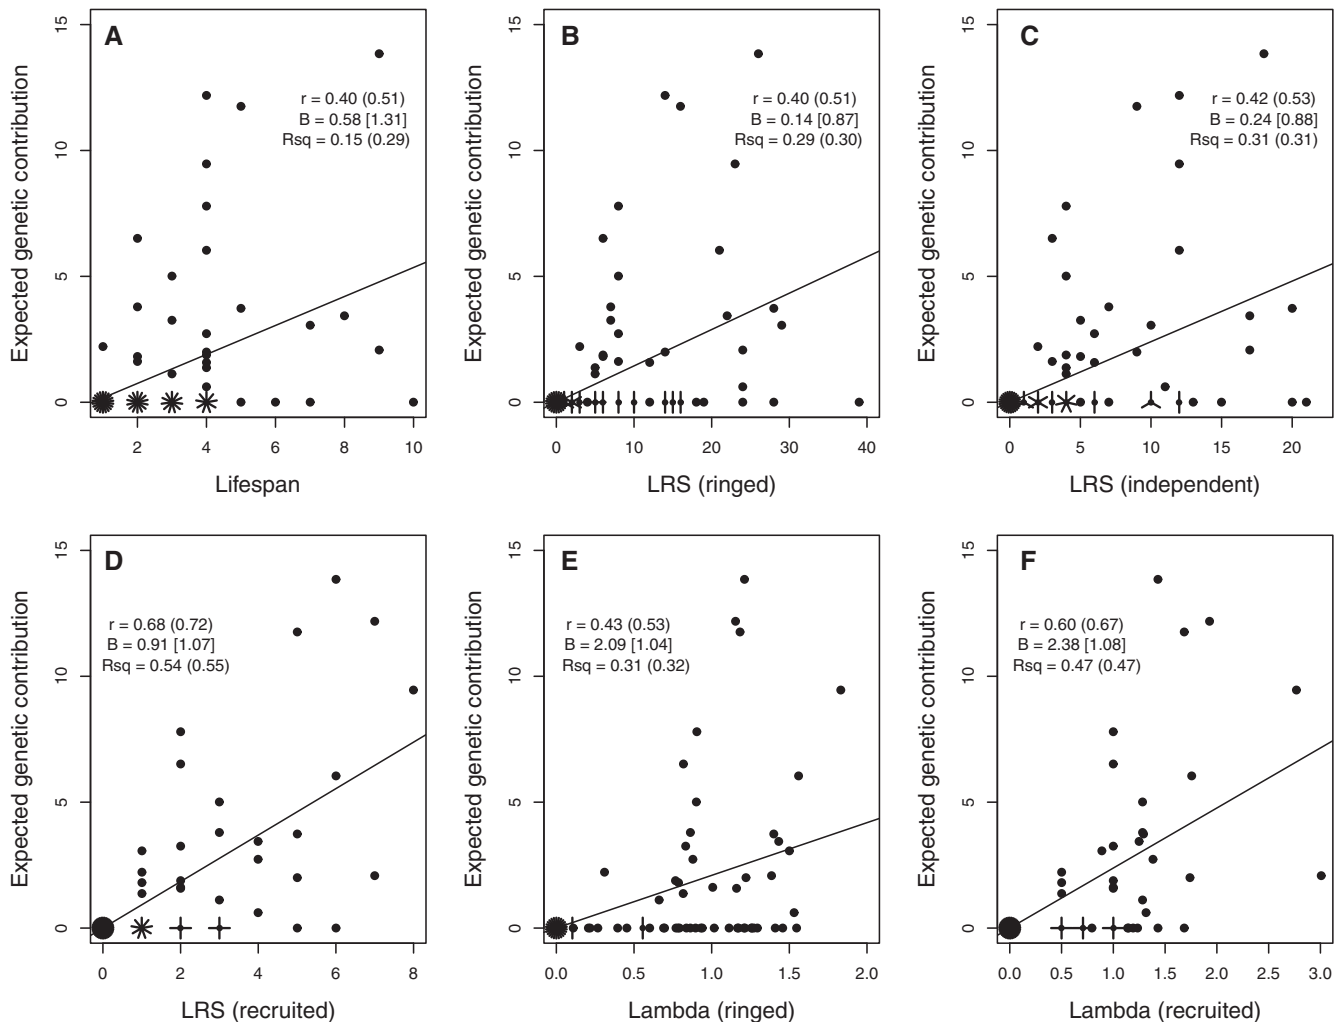 A
r = 0.40 (0.51)
B = 0.58 [1.31]
Rsq = 0.15 (0.29)
Expected genetic contribution
0 5 10 15
2 4 6 8 10
Lifespan
B
r = 0.40 (0.51)
B = 0.14 [0.87]
Rsq = 0.29 (0.30)
Expected genetic contribution
0 5 10 15
0 10 20 30 40
LRS (ringed)
C
r = 0.42 (0.53)
B = 0.24 [0.88]
Rsq = 0.31 (0.31)
Expected genetic contribution
0 5 10 15
0 5 10 15 20
LRS (independent)
D
r = 0.68 (0.72)
B = 0.91 [1.07]
Rsq = 0.54 (0.55)
Expected genetic contribution
0 5 10 15
0 2 4 6 8
LRS (recruited)
E
r = 0.43 (0.53)
B = 2.09 [1.04]
Rsq = 0.31 (0.32)
Expected genetic contribution
0 5 10 15
0.0 0.5 1.0 1.5 2.0
Lambda (ringed)
F
r = 0.60 (0.67)
B = 2.38 [1.08]
Rsq = 0.47 (0.47)
Expected genetic contribution
0 5 10 15
0.0 0.5 1.0 1.5 2.0 2.5 3.0
Lambda (recruited)